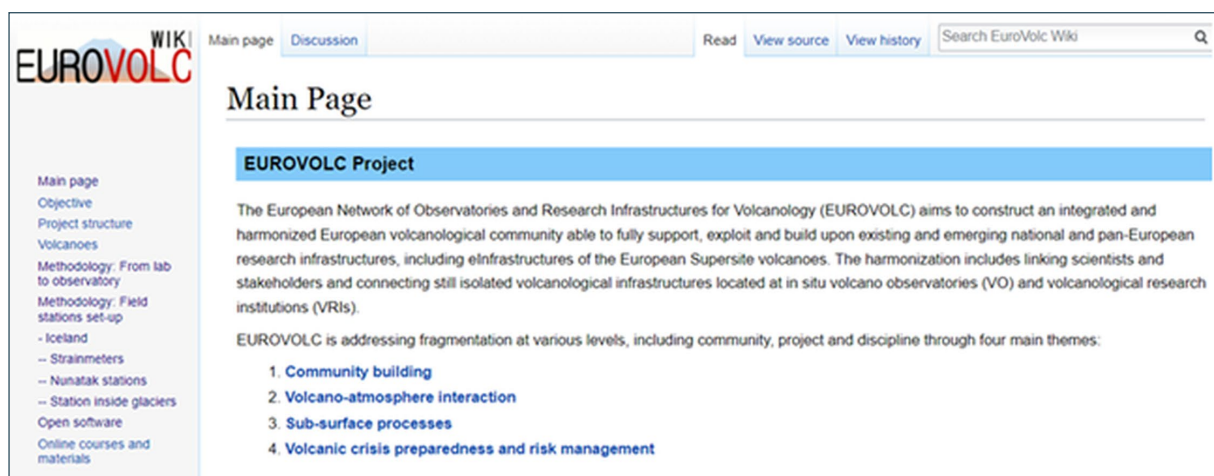 WIKI
EUROVOLC
Main page Discussion Read View source View history Search EuroVolc Wiki
Main Page
EUROVOLC Project
Main page
Objective
Project structure
Volcanoes
Methodology: From lab
to observatory
Methodology: Field
stations set-up
- Iceland
-- Strainmeters
-- Nunatak stations
-- Station inside glaciers
Open software
Online courses and
materials
The European Network of Observatories and Research Infrastructures for Volcanology (EUROVOLC) aims to construct an integrated and
harmonized European volcanological community able to fully support, exploit and build upon existing and emerging national and pan-European
research infrastructures, including eInfrastructures of the European Supersite volcanoes. The harmonization includes linking scientists and
stakeholders and connecting still isolated volcanological infrastructures located at in situ volcano observatories (VO) and volcanological research
institutions (VRIs).
EUROVOLC is addressing fragmentation at various levels, including community, project and discipline through four main themes:
1. Community building
2. Volcano-atmosphere interaction
3. Sub-surface processes
4. Volcanic crisis preparedness and risk management